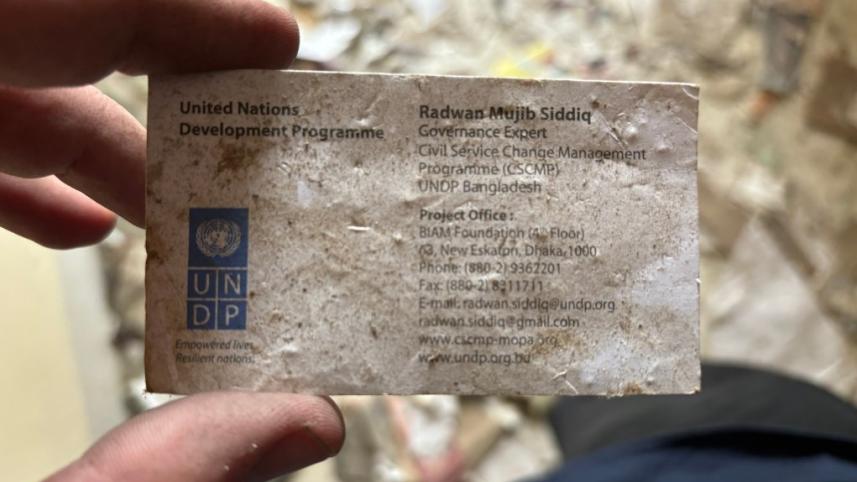 United Nations
Development Programme
UN
DP
Empowered lives.
Resilient nations.
Radwan Mujib Siddiq
Governance Expert
Civil Service Change Management
Programme (CSCMP)
UNDP Bangladesh
Project Office :
BIAM Foundation (4th Floor)
New Eskaton, Dhaka 1000
Phone: (880-2) 9362201
Fax: (880-2) 8311711
E-mail: radwan.siddiq@undp.org
radwan.siddiq@gmail.com
www.cscmp-mopa.org
www.undp.org.bd